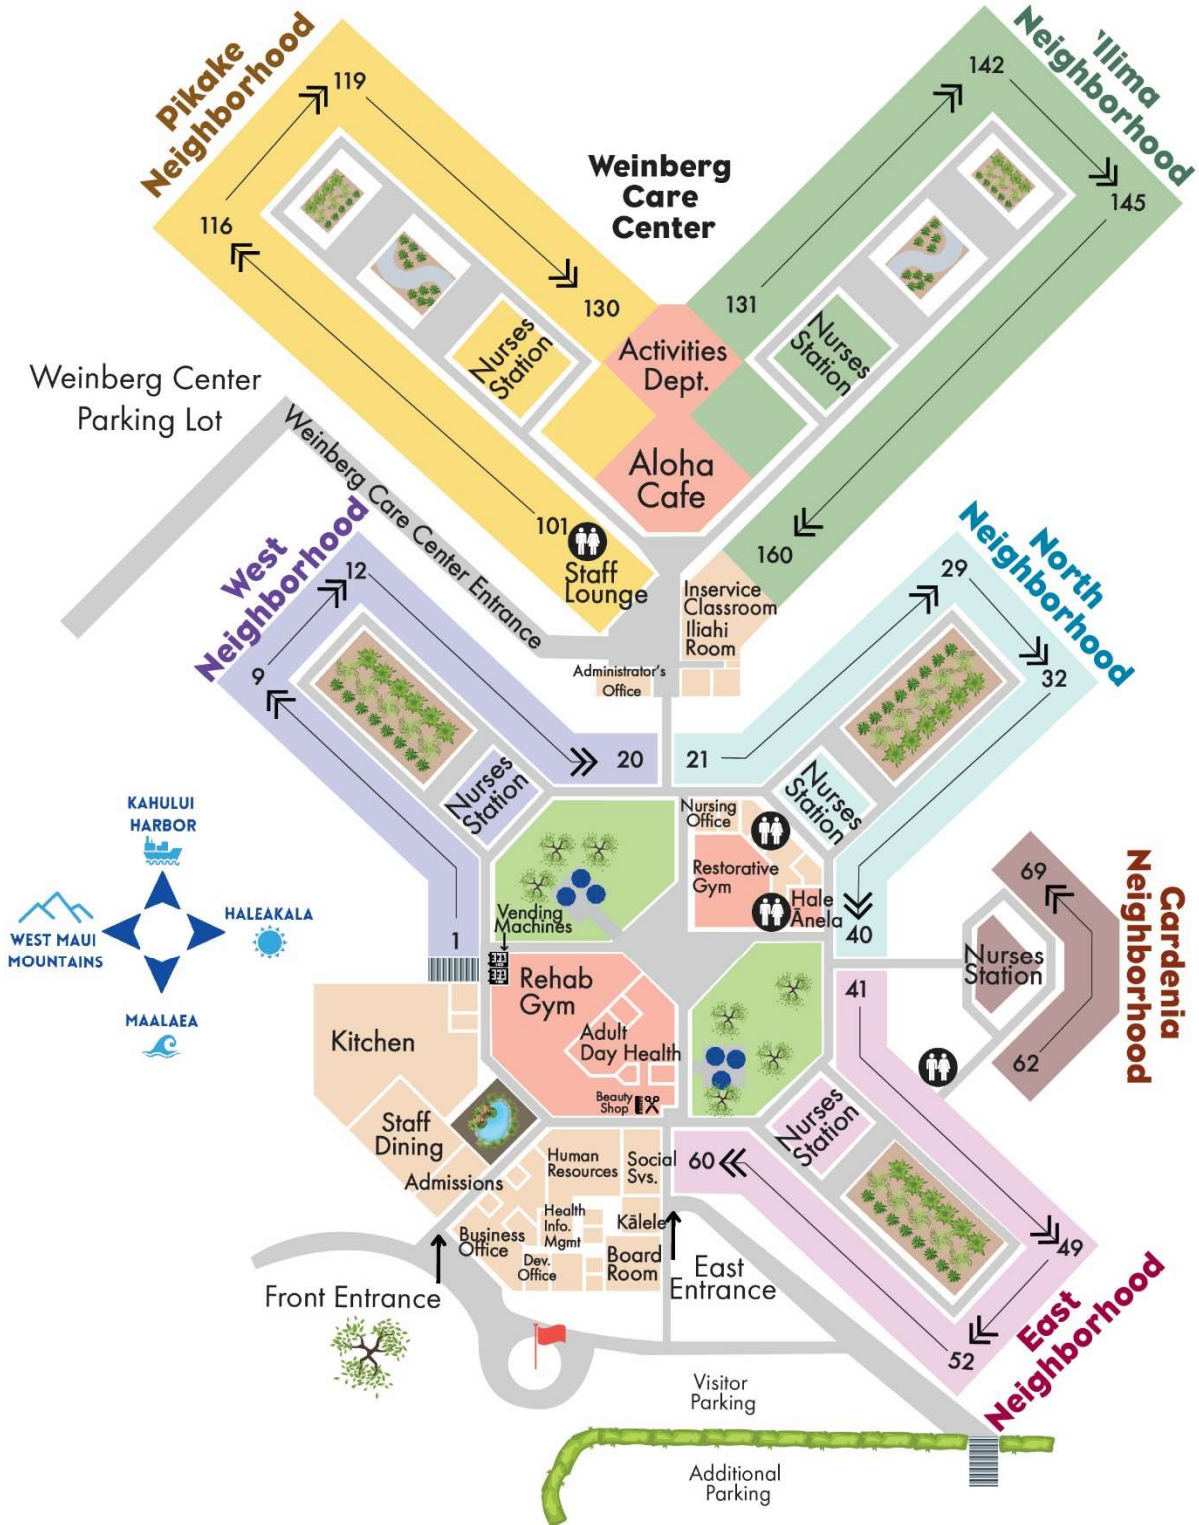 Pikake
Neighborhood
'Ilima
Neighborhood
119
142
116
145
Weinberg
Care
Center
130
131
Nurses
Station
Nurses
Station
Activities
Dept.
Weinberg Center
Parking Lot
Weinberg Care Center Entrance
Aloha
Cafe
101
Staff
Lounge
160
Inservice
Classroom
Iliahi
Room
Administrator's
Office
West
Neighborhood
12
9
20
Nurses
Station
1
North
Neighborhood
29
32
21
Nurses
Station
40
Nursing
Office
Restorative
Gym
Hale
Ānela
KAHULUI
HARBOR
WEST MAUI
MOUNTAINS
HALEAKALA
MAALAEA
Vending
Machines
Rehab
Gym
Adult
Day Health
Beauty
Shop
Gardenia
Neighborhood
69
Nurses
Station
62
41
Nurses
Station
60
49
52
East
Neighborhood
Kitchen
Staff
Dining
Admissions
Human
Resources
Social
Svs.
Health
Info.
Mgmt
Kālele
Business
Office
Dev.
Office
Board
Room
Front Entrance
East
Entrance
Visitor
Parking
Additional
Parking